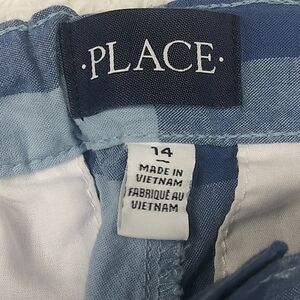 ·PLACE·
14
MADE IN
VIETNAM
FABRIQUÉ AU
VIETNAM